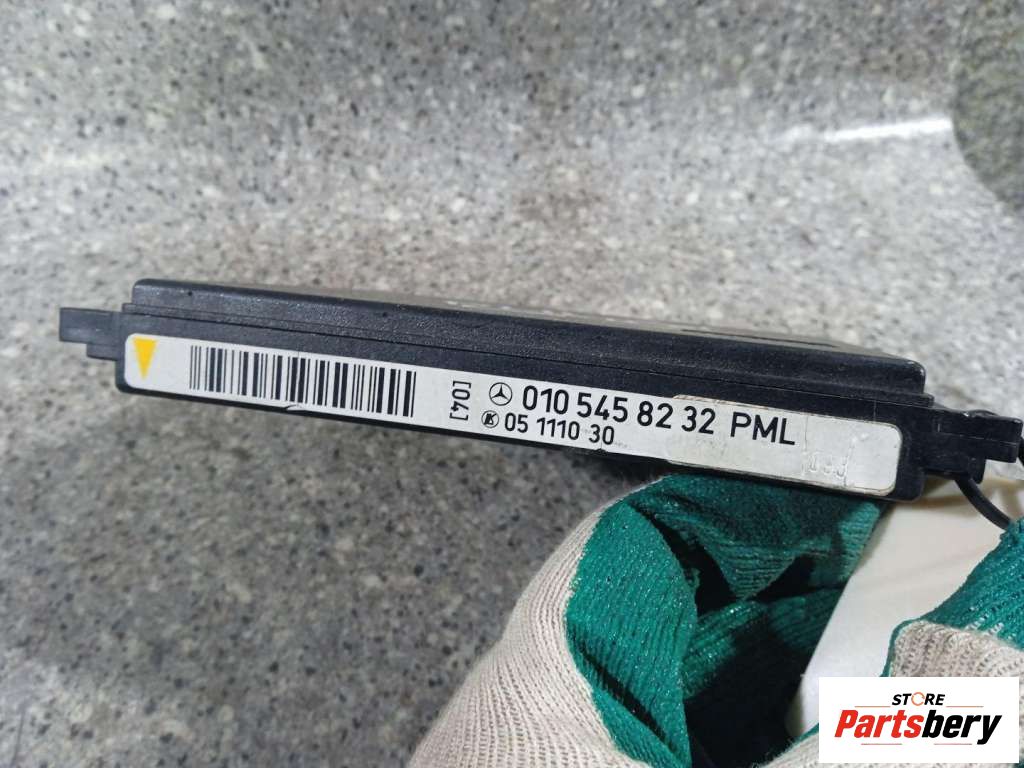 [04]
010 545 82 32 PML
05 1110 30
STORE
Partsbery